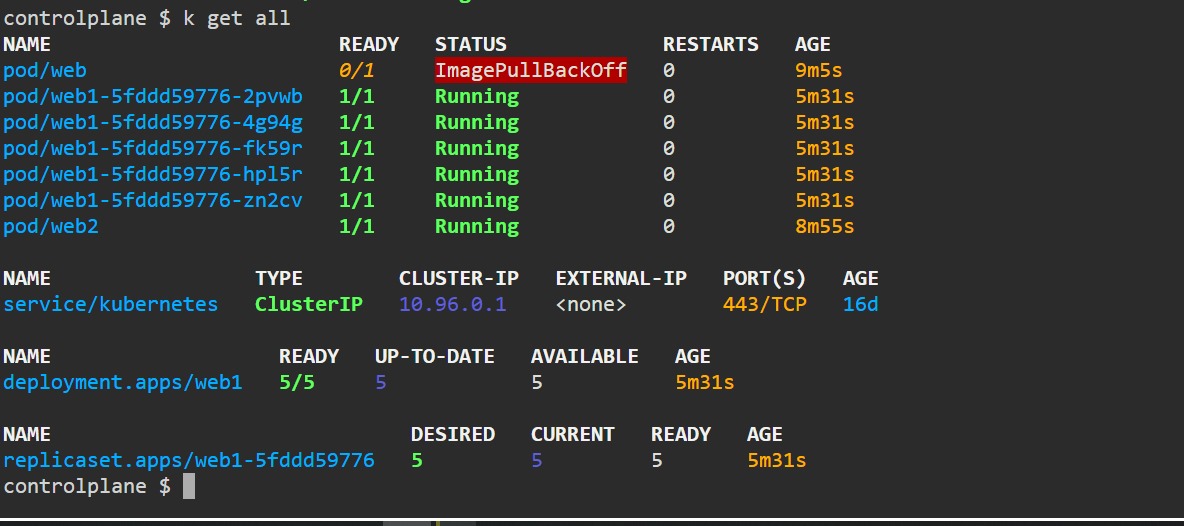 controlplane $ k get all
NAME READY STATUS RESTARTS AGE
pod/web 0/1 ImagePullBackOff 0 9m5s
pod/web1-5fddd59776-2pvwb 1/1 Running 0 5m31s
pod/web1-5fddd59776-4g94g 1/1 Running 0 5m31s
pod/web1-5fddd59776-fk59r 1/1 Running 0 5m31s
pod/web1-5fddd59776-hpl5r 1/1 Running 0 5m31s
pod/web1-5fddd59776-zn2cv 1/1 Running 0 5m31s
pod/web2 1/1 Running 0 8m55s
NAME TYPE CLUSTER-IP EXTERNAL-IP PORT(S) AGE
service/kubernetes ClusterIP 10.96.0.1 <none> 443/TCP 16d
NAME READY UP-TO-DATE AVAILABLE AGE
deployment.apps/web1 5/5 5 5 5m31s
NAME DESIRED CURRENT READY AGE
replicaset.apps/web1-5fddd59776 5 5 5 5m31s
controlplane $